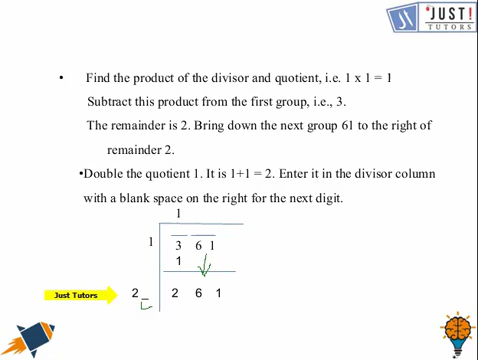 JUST!
TUTORS
• Find the product of the divisor and quotient, i.e. 1 x 1 = 1
Subtract this product from the first group, i.e., 3.
The remainder is 2. Bring down the next group 61 to the right of
remainder 2.
•Double the quotient 1. It is 1+1 = 2. Enter it in the divisor column
with a blank space on the right for the next digit.
1
1 3 6 1
1
Just Tutors 2 _ 2 6 1